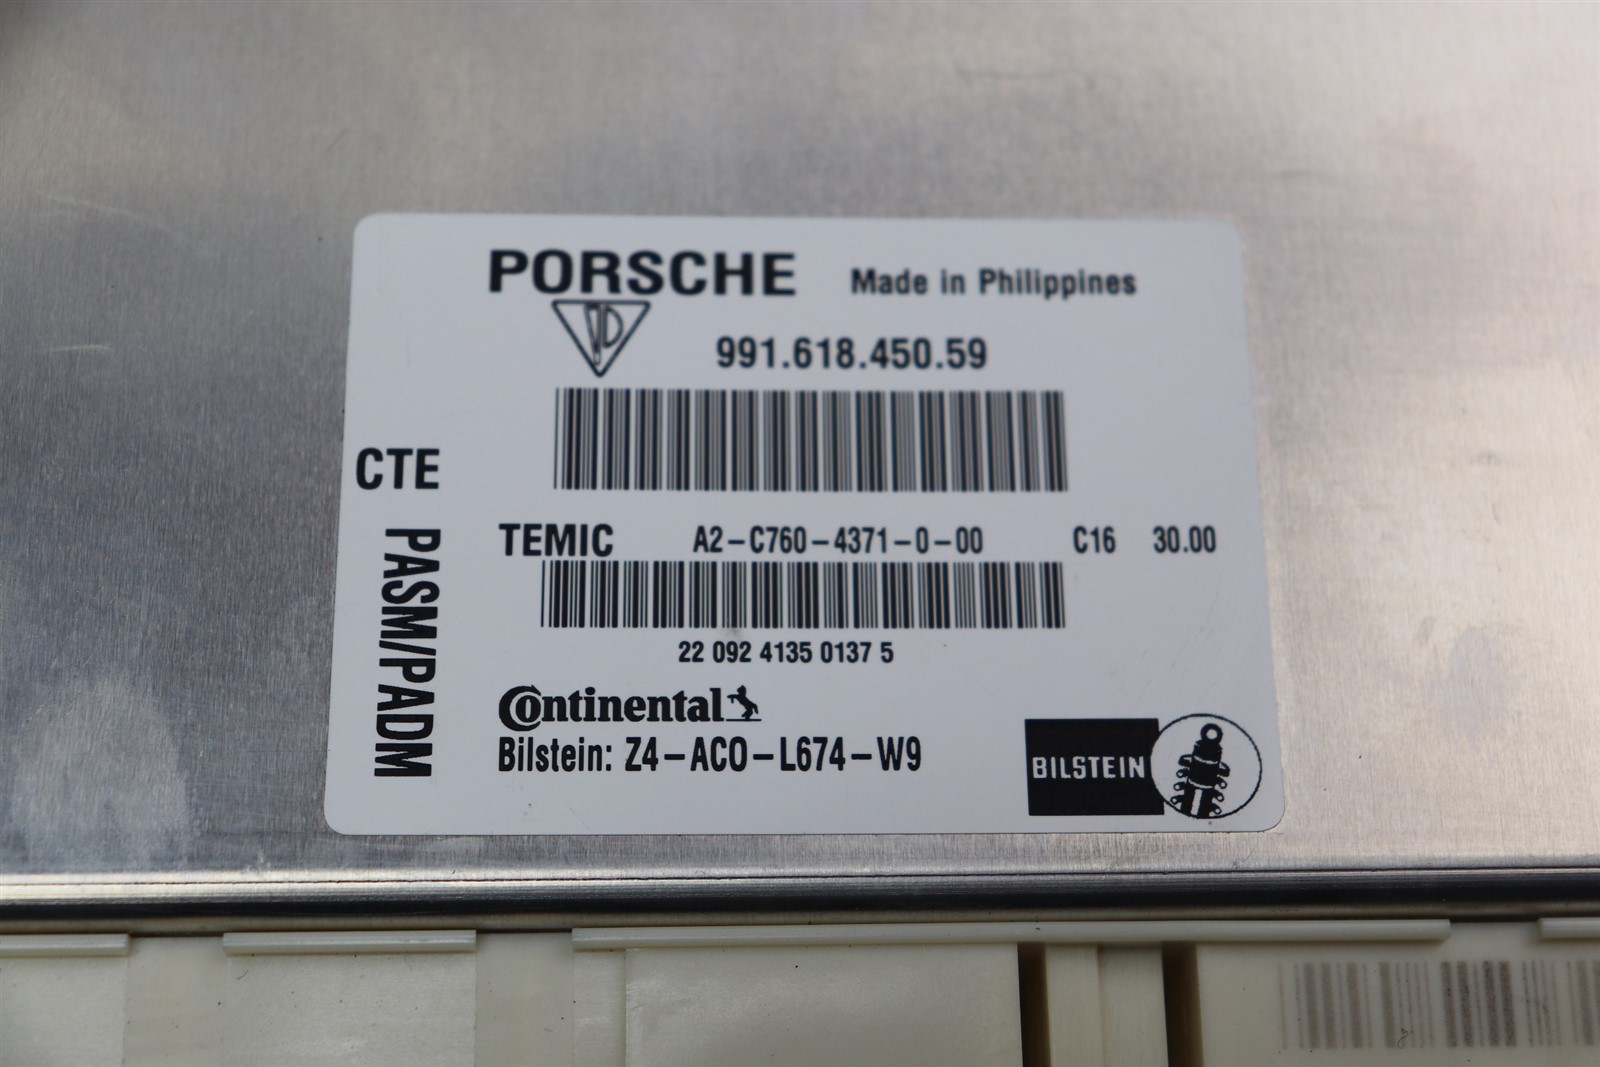 PORSCHE Made in Philippines
991.618.450.59
CTE
PASM/PADM
TEMIC A2-C760-4371-0-00 C16 30.00
22 092 4135 0137 5
Continental
Bilstein: Z4-ACO-L674-W9
BILSTEIN